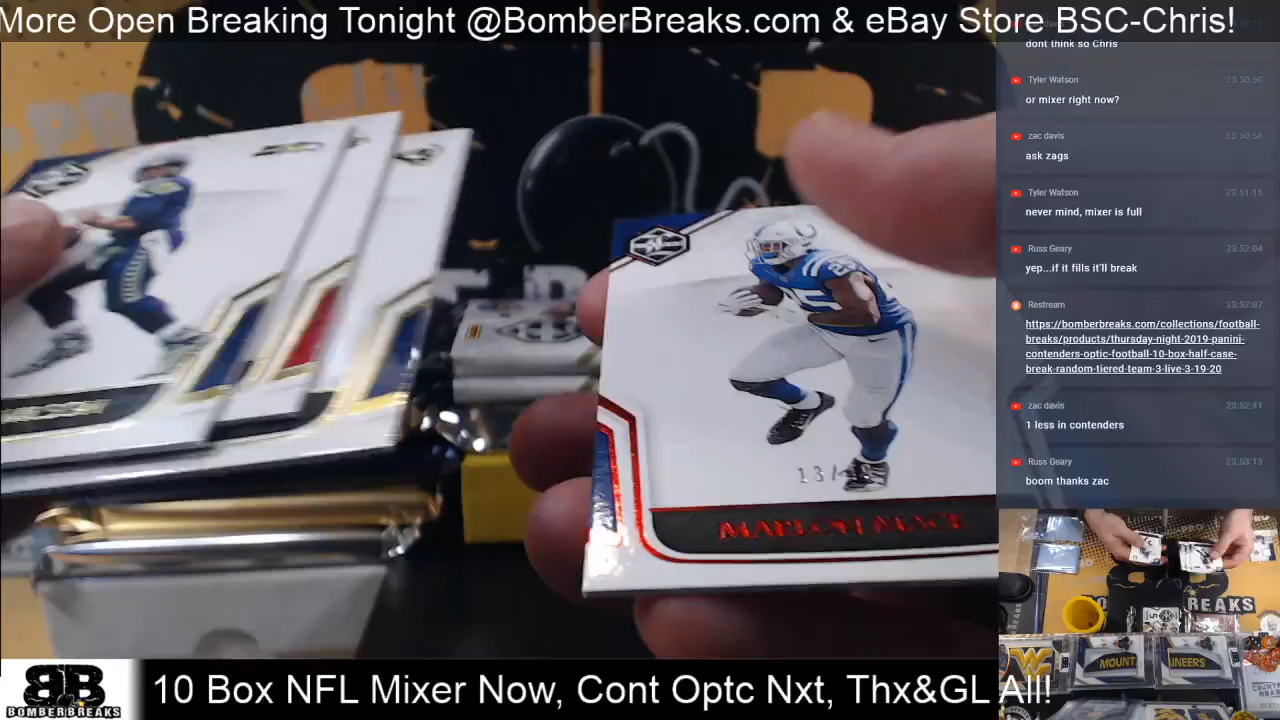 More Open Breaking Tonight @BomberBreaks.com & eBay Store BSC-Chris!
dont think so Chris
Tyler Watson 23:50:50
or mixer right now?
zac davis 23:50:58
ask zags
Tyler Watson 23:51:15
never mind, mixer is full
Russ Geary 23:52:04
yep...if it fills it'll break
Restream 23:52:07
https://bomberbreaks.com/collections/football-
breaks/products/thursday-night-2019-panini-
contenders-optic-football-10-box-half-case-
break-random-tiered-team-3-live-3-19-20
zac davis 23:52:41
1 less in contenders
Russ Geary 23:53:13
boom thanks zac
13/
MARLON MACK
BREAKS
MOUNT
AINEERS
BB
BOMBERBREAKS
10 Box NFL Mixer Now, Cont Optc Nxt, Thx&GL All!